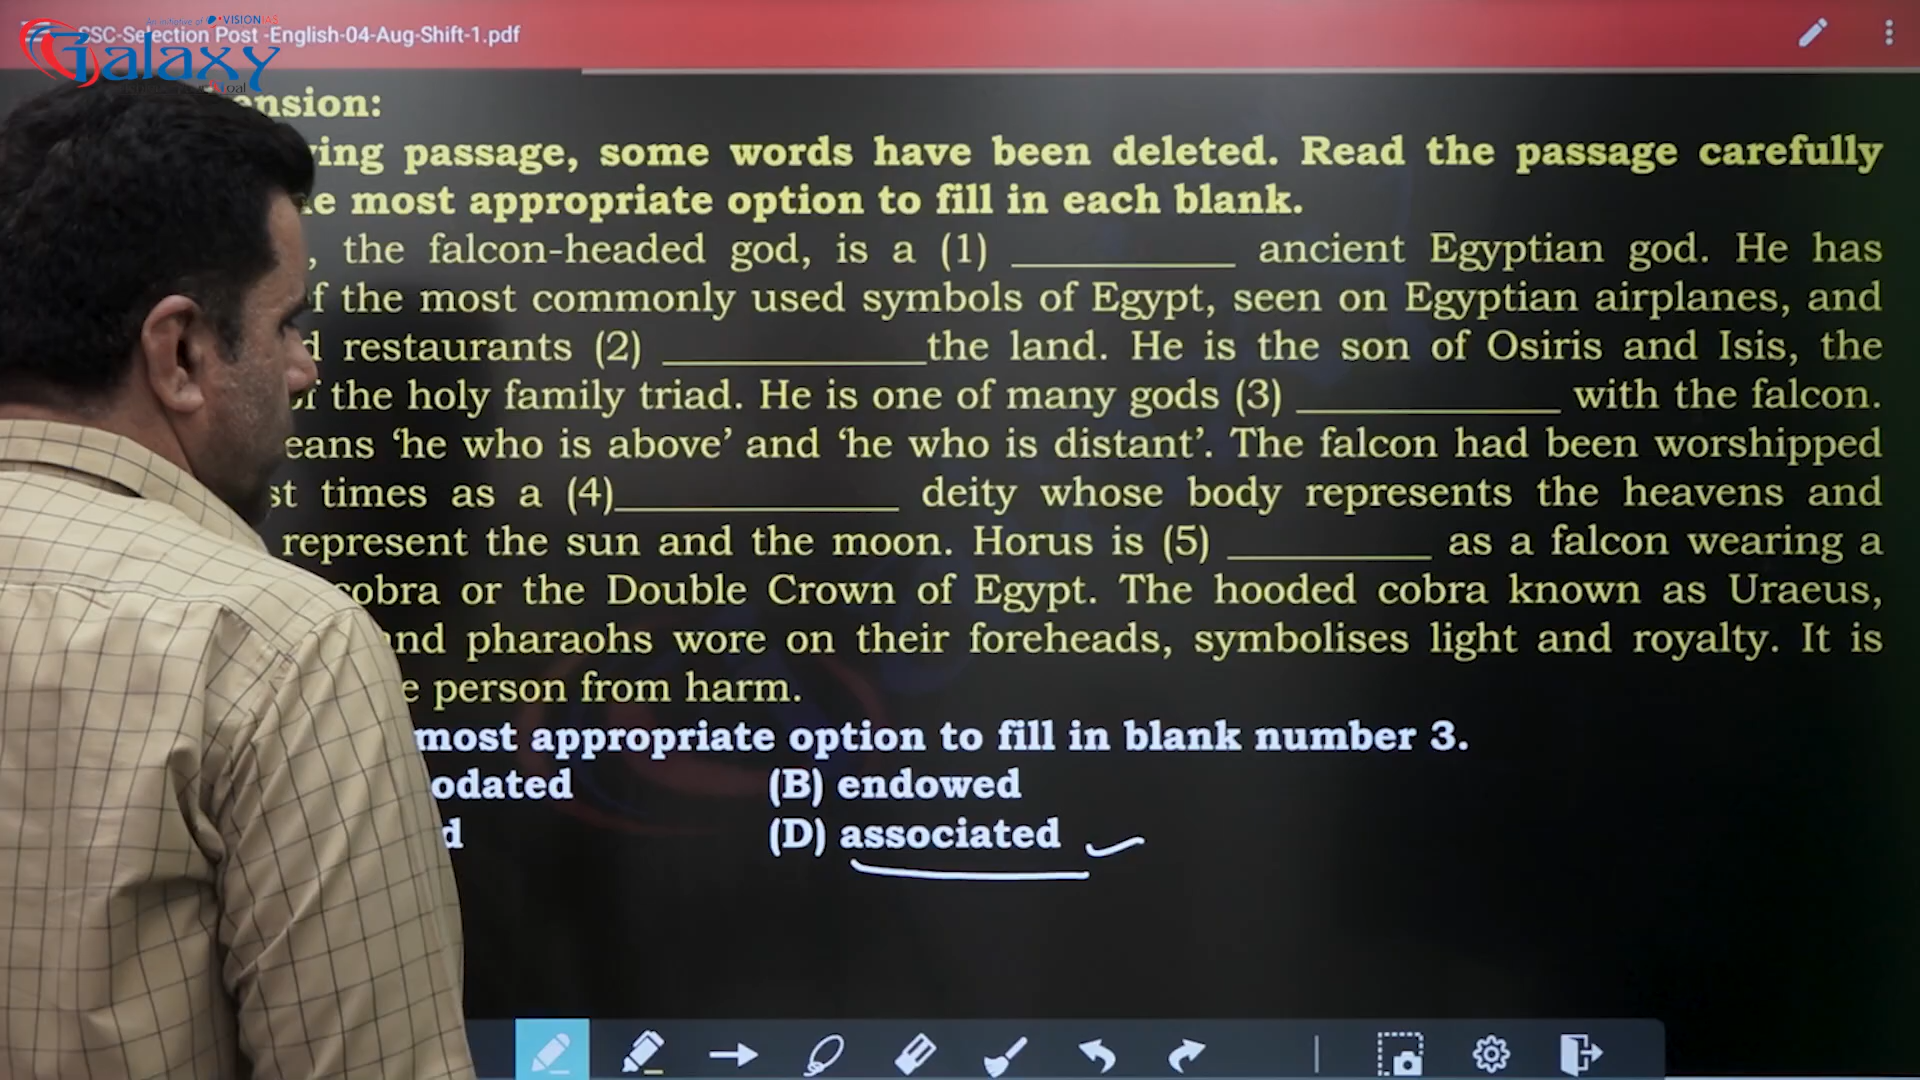 An initiative of VISIONIAS
SSC-Selection Post -English-04-Aug-Shift-1.pdf
Galaxy
ension:
ving passage, some words have been deleted. Read the passage carefully
e most appropriate option to fill in each blank.
, the falcon-headed god, is a (1) __________ ancient Egyptian god. He has
f the most commonly used symbols of Egypt, seen on Egyptian airplanes, and
d restaurants (2) ____________the land. He is the son of Osiris and Isis, the
of the holy family triad. He is one of many gods (3) ____________ with the falcon.
eans ‘he who is above’ and ‘he who is distant’. The falcon had been worshipped
st times as a (4)_____________ deity whose body represents the heavens and
represent the sun and the moon. Horus is (5) _________ as a falcon wearing a
cobra or the Double Crown of Egypt. The hooded cobra known as Uraeus,
and pharaohs wore on their foreheads, symbolises light and royalty. It is
e person from harm.
most appropriate option to fill in blank number 3.
odated (B) endowed
d (D) associated